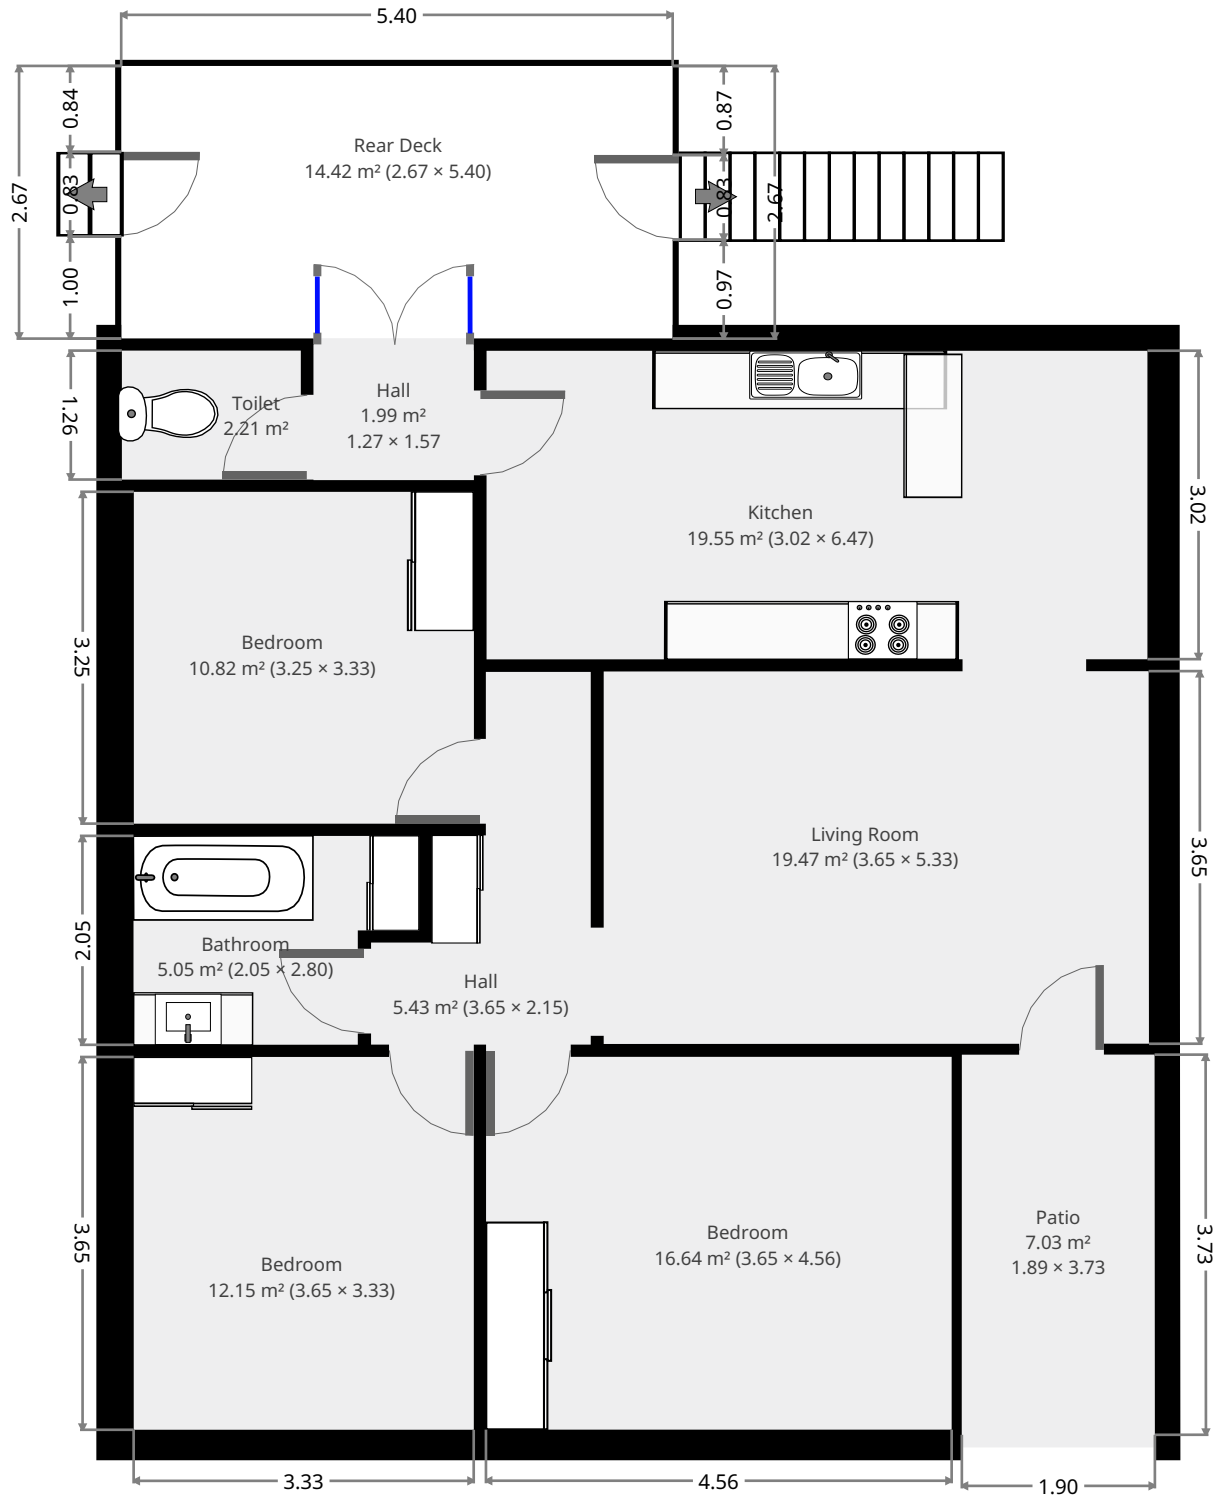 5.40
0.84
0.83
1.00
2.67
0.87
0.83
0.97
2.67
Rear Deck
14.42 m² (2.67 × 5.40)
Toilet
2.21 m²
Hall
1.99 m²
1.27 × 1.57
1.26
Kitchen
19.55 m² (3.02 × 6.47)
3.02
Bedroom
10.82 m² (3.25 × 3.33)
3.25
Living Room
19.47 m² (3.65 × 5.33)
3.65
Bathroom
5.05 m² (2.05 × 2.80)
2.05
Hall
5.43 m² (3.65 × 2.15)
Bedroom
12.15 m² (3.65 × 3.33)
3.65
Bedroom
16.64 m² (3.65 × 4.56)
Patio
7.03 m²
1.89 × 3.73
3.73
3.33
4.56
1.90